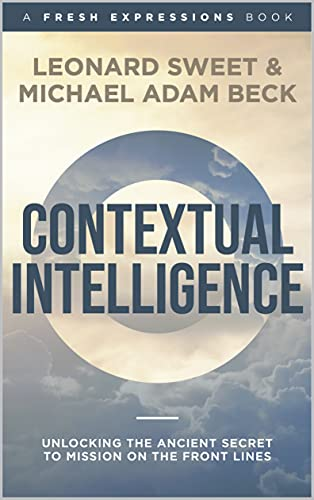 A FRESH EXPRESSIONS BOOK
LEONARD SWEET &
MICHAEL ADAM BECK
CONTEXTUAL
INTELLIGENCE
UNLOCKING THE ANCIENT SECRET
TO MISSION ON THE FRONT LINES